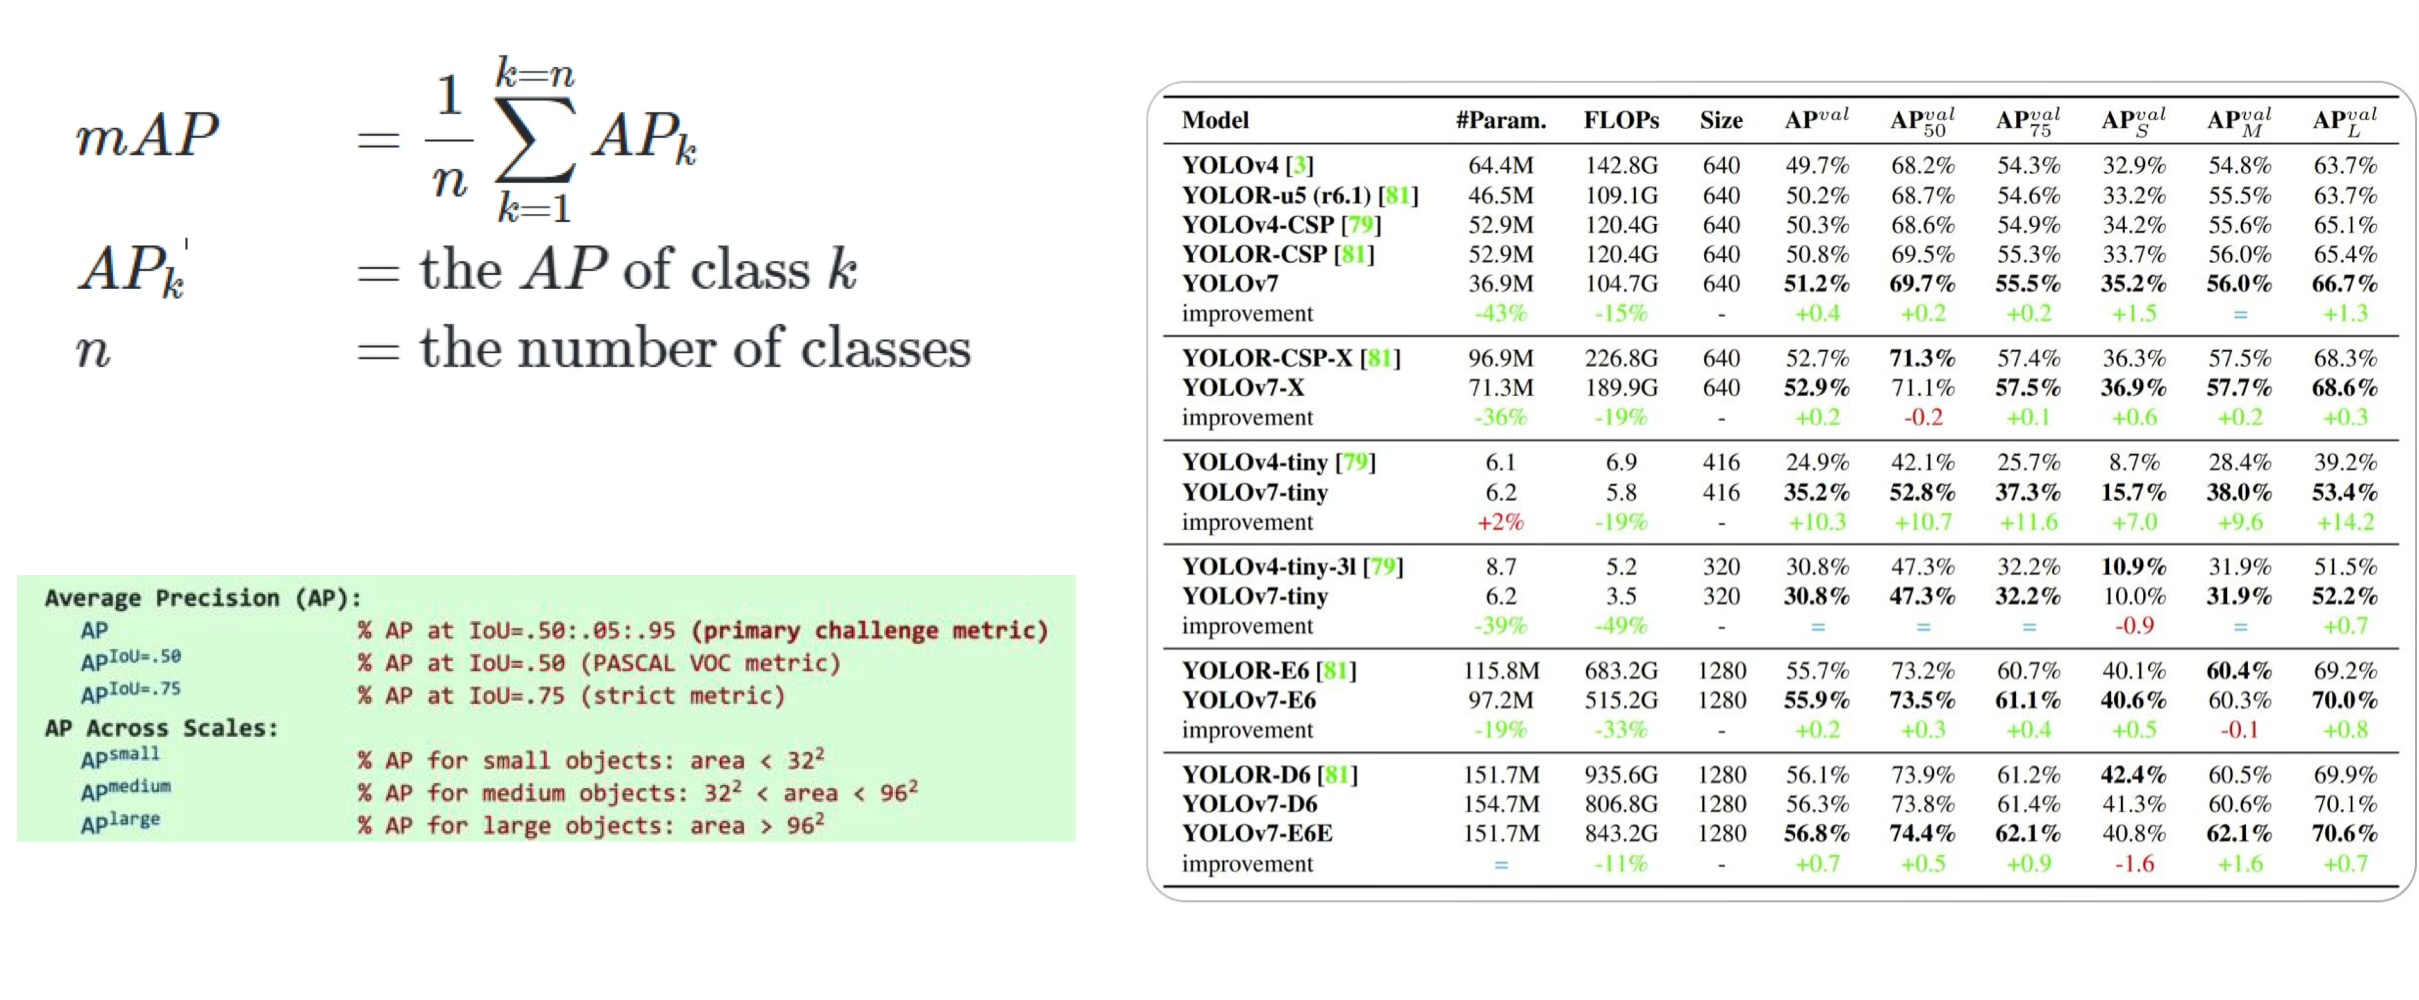 mAP = \frac{1}{n} \sum_{k=1}^{k=n} AP_k
AP_k' = the AP of class k
n = the number of classes
Average Precision (AP):
AP % AP at IoU=.50:.05:.95 (primary challenge metric)
AP^{IoU=.50} % AP at IoU=.50 (PASCAL VOC metric)
AP^{IoU=.75} % AP at IoU=.75 (strict metric)
AP Across Scales:
AP^{small} % AP for small objects: area < 32²
AP^{medium} % AP for medium objects: 32² < area < 96²
AP^{large} % AP for large objects: area > 96²
Model #Param. FLOPs Size AP^{val} AP_{50}^{val} AP_{75}^{val} AP_S^{val} AP_M^{val} AP_L^{val}
YOLOv4 [3] 64.4M 142.8G 640 49.7% 68.2% 54.3% 32.9% 54.8% 63.7%
YOLOR-u5 (r6.1) [81] 46.5M 109.1G 640 50.2% 68.7% 54.6% 33.2% 55.5% 63.7%
YOLOv4-CSP [79] 52.9M 120.4G 640 50.3% 68.6% 54.9% 34.2% 55.6% 65.1%
YOLOR-CSP [81] 52.9M 120.4G 640 50.8% 69.5% 55.3% 33.7% 56.0% 65.4%
YOLOv7 36.9M 104.7G 640 51.2% 69.7% 55.5% 35.2% 56.0% 66.7%
improvement -43% -15% - +0.4 +0.2 +0.2 +1.5 = +1.3
YOLOR-CSP-X [81] 96.9M 226.8G 640 52.7% 71.3% 57.4% 36.3% 57.5% 68.3%
YOLOv7-X 71.3M 189.9G 640 52.9% 71.1% 57.5% 36.9% 57.7% 68.6%
improvement -36% -19% - +0.2 -0.2 +0.1 +0.6 +0.2 +0.3
YOLOv4-tiny [79] 6.1 6.9 416 24.9% 42.1% 25.7% 8.7% 28.4% 39.2%
YOLOv7-tiny 6.2 5.8 416 35.2% 52.8% 37.3% 15.7% 38.0% 53.4%
improvement +2% -19% - +10.3 +10.7 +11.6 +7.0 +9.6 +14.2
YOLOv4-tiny-3l [79] 8.7 5.2 320 30.8% 47.3% 32.2% 10.9% 31.9% 51.5%
YOLOv7-tiny 6.2 3.5 320 30.8% 47.3% 32.2% 10.0% 31.9% 52.2%
improvement -39% -49% - = = = -0.9 = +0.7
YOLOR-E6 [81] 115.8M 683.2G 1280 55.7% 73.2% 60.7% 40.1% 60.4% 69.2%
YOLOv7-E6 97.2M 515.2G 1280 55.9% 73.5% 61.1% 40.6% 60.3% 70.0%
improvement -19% -33% - +0.2 +0.3 +0.4 +0.5 -0.1 +0.8
YOLOR-D6 [81] 151.7M 935.6G 1280 56.1% 73.9% 61.2% 42.4% 60.5% 69.9%
YOLOv7-D6 154.7M 806.8G 1280 56.3% 73.8% 61.4% 41.3% 60.6% 70.1%
YOLOv7-E6E 151.7M 843.2G 1280 56.8% 74.4% 62.1% 40.8% 62.1% 70.6%
improvement = -11% - +0.7 +0.5 +0.9 -1.6 +1.6 +0.7